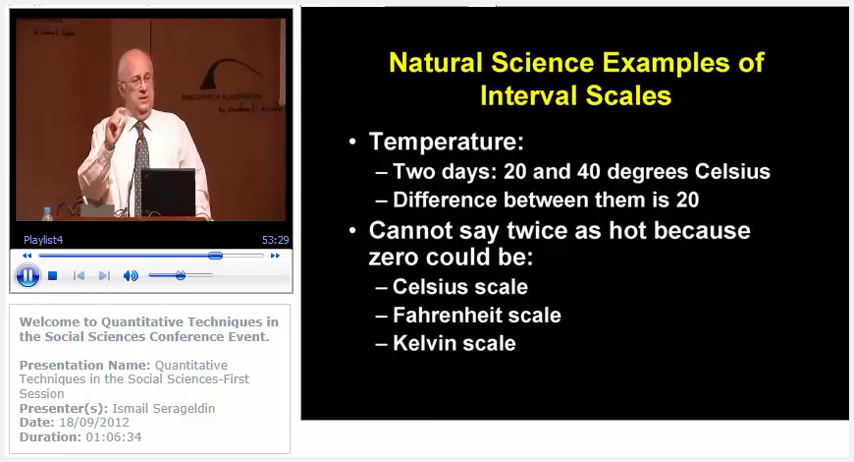 Natural Science Examples of
Interval Scales
• Temperature:
– Two days: 20 and 40 degrees Celsius
– Difference between them is 20
• Cannot say twice as hot because
zero could be:
– Celsius scale
– Fahrenheit scale
– Kelvin scale
Playlist4
53:29
Welcome to Quantitative Techniques in
the Social Sciences Conference Event.
Presentation Name: Quantitative
Techniques in the Social Sciences-First
Session
Presenter(s): Ismail Serageldin
Date: 18/09/2012
Duration: 01:06:34